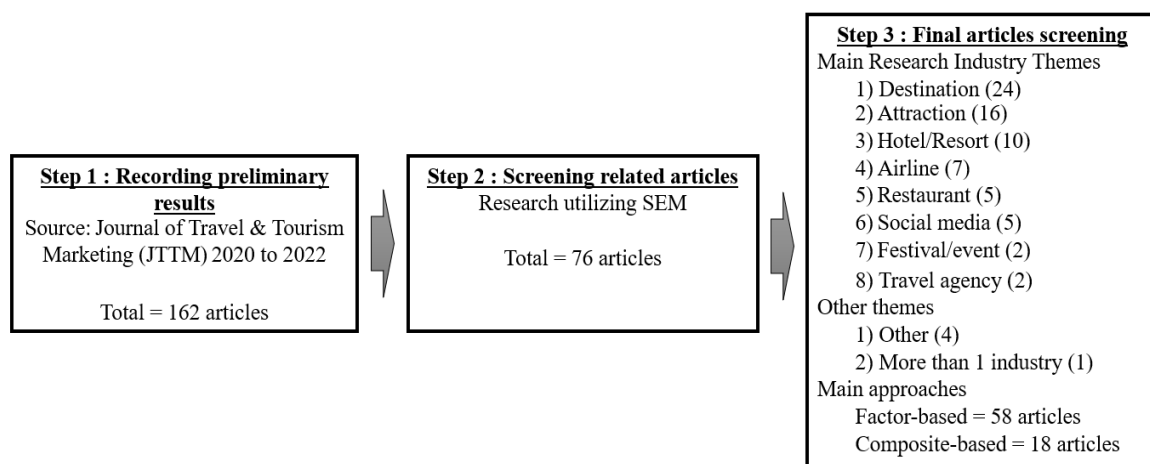 Step 1 : Recording preliminary
results
Source: Journal of Travel & Tourism
Marketing (JTTM) 2020 to 2022
Total = 162 articles
Step 2 : Screening related articles
Research utilizing SEM
Total = 76 articles
Step 3 : Final articles screening
Main Research Industry Themes
1) Destination (24)
2) Attraction (16)
3) Hotel/Resort (10)
4) Airline (7)
5) Restaurant (5)
6) Social media (5)
7) Festival/event (2)
8) Travel agency (2)
Other themes
1) Other (4)
2) More than 1 industry (1)
Main approaches
Factor-based = 58 articles
Composite-based = 18 articles